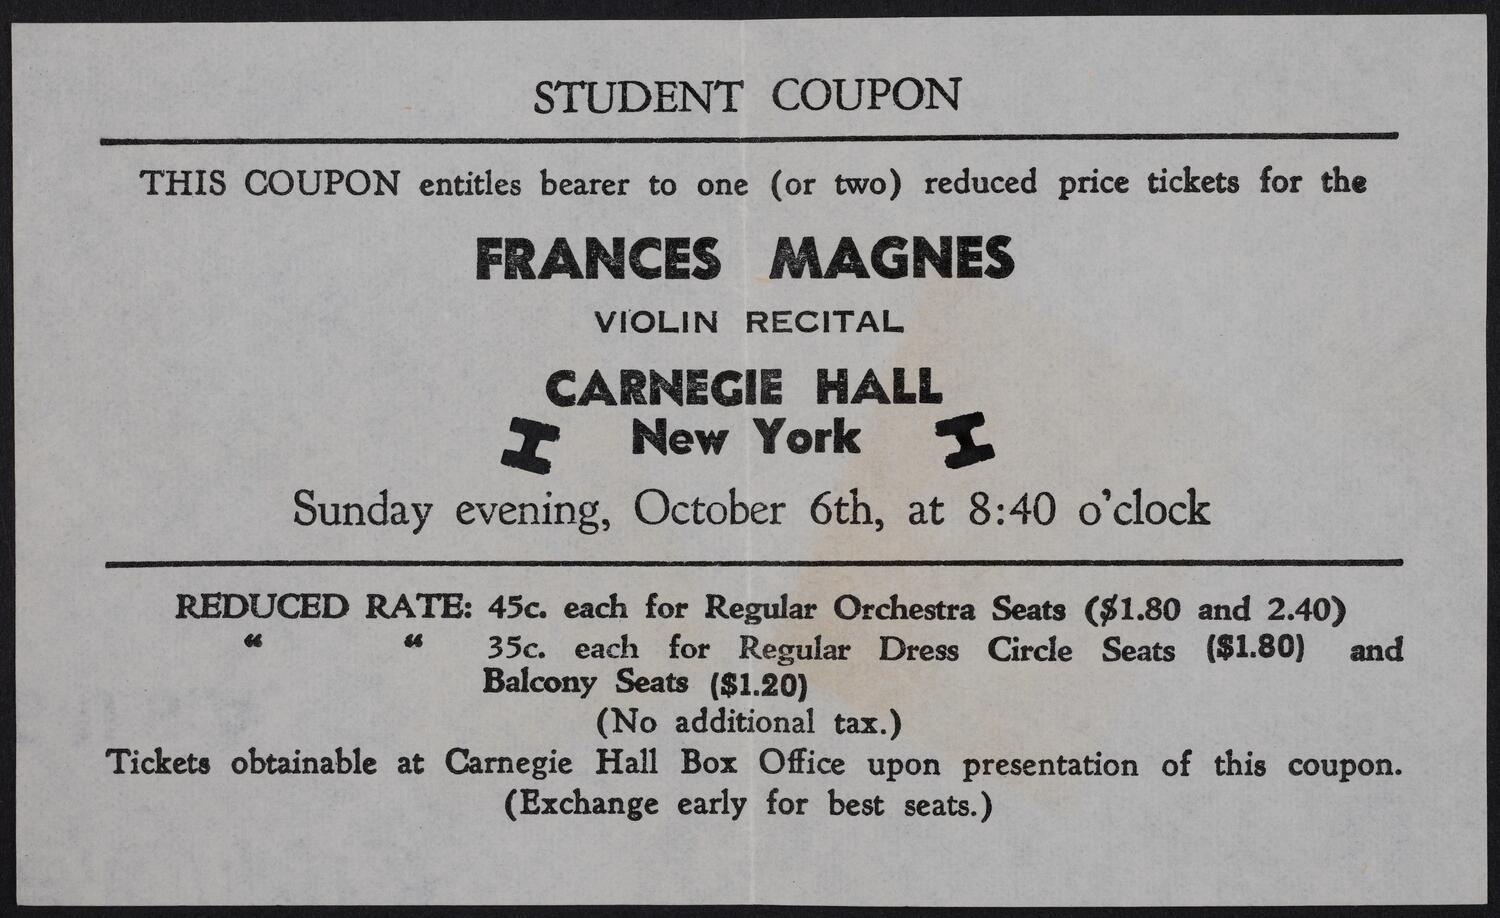 STUDENT COUPON
THIS COUPON entitles bearer to one (or two) reduced price tickets for the
FRANCES MAGNES
VIOLIN RECITAL
CARNEGIE HALL
New York
Sunday evening, October 6th, at 8:40 o'clock
REDUCED RATE: 45c. each for Regular Orchestra Seats ($1.80 and 2.40)
“ “ 35c. each for Regular Dress Circle Seats ($1.80) and
Balcony Seats ($1.20)
(No additional tax.)
Tickets obtainable at Carnegie Hall Box Office upon presentation of this coupon.
(Exchange early for best seats.)